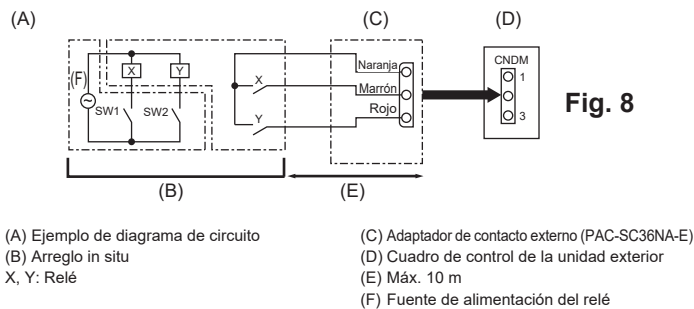 (A)
(C)
(D)
(F)
X
Y
SW1
SW2
X
Y
Naranja
Marrón
Rojo
CNDM
1
3
Fig. 8
(B)
(E)
(A) Ejemplo de diagrama de circuito
(B) Arreglo in situ
X, Y: Relé
(C) Adaptador de contacto externo (PAC-SC36NA-E)
(D) Cuadro de control de la unidad exterior
(E) Máx. 10 m
(F) Fuente de alimentación del relé